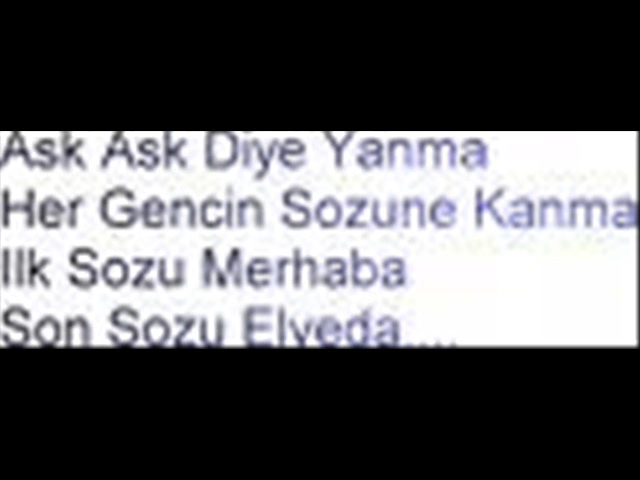 Ask Ask Diye Yanma
Her Gencin Sozune Kanma
Ilk Sozu Merhaba
Son Sozu Elveda....